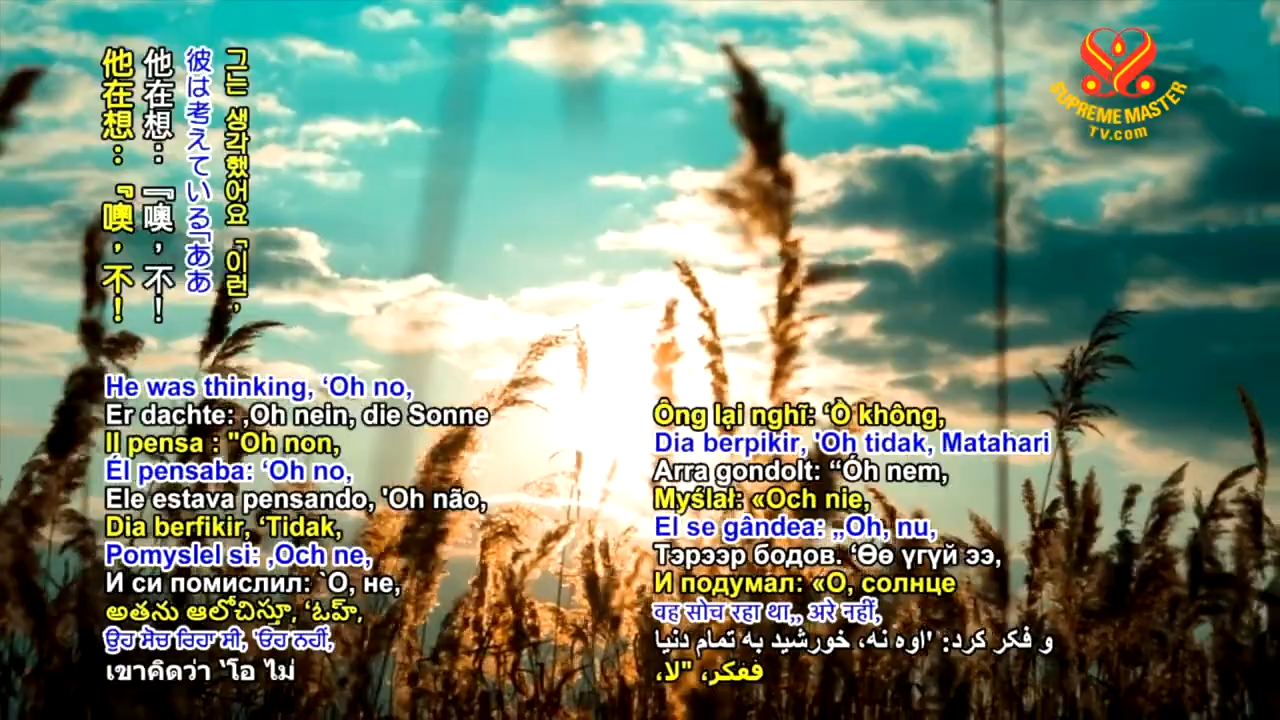 他在想：『噢，不！
他在想：『噢，不！
彼は考えている「ああ
그는 생각했어요「이런,
SUPREME MASTER
TV.com
He was thinking, ‘Oh no,
Er dachte: ‚Oh nein, die Sonne
Il pensa : "Oh non,
Él pensaba: ‘Oh no,
Ele estava pensando, 'Oh não,
Dia berfikir, ‘Tidak,
Pomyslel si: ‚Och ne,
И си помислил: `О, не,
అతను ఆలోచిస్తూ, ‘ఓహ్,
ਉਹ ਸੋਚ ਰਿਹਾ ਸੀ, 'ਓਹ ਨਹੀਂ,
เขาคิดว่า ‘โอ ไม่
Ông lại nghĩ: ‘Ồ không,
Dia berpikir, 'Oh tidak, Matahari
Arra gondolt: “Óh nem,
Myślał: «Och nie,
El se gândea: „Oh, nu,
Тэрээр бодов. ‘Өө үгүй ээ,
И подумал: «О, солнце
वह सोच रहा था,, अरे नहीं,
و فکر کرد: 'اوه نه، خورشید به تمام دنیا
ففكر، "لا،